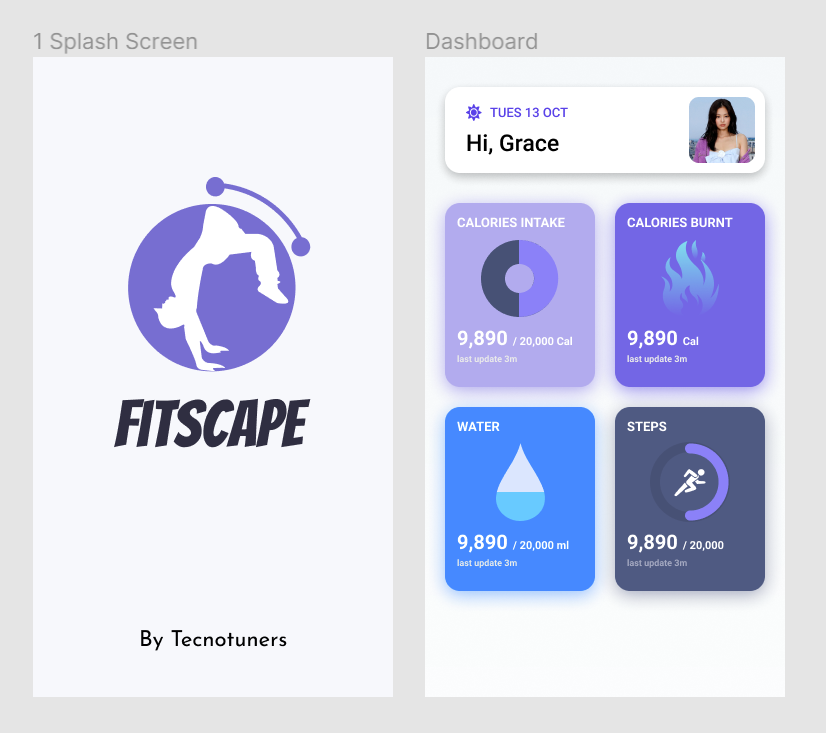 1 Splash Screen
FITSCAPE
By Tecnotuners
Dashboard
TUES 13 OCT
Hi, Grace
CALORIES INTAKE
9,890 / 20,000 Cal
last update 3m
CALORIES BURNT
9,890 Cal
last update 3m
WATER
9,890 / 20,000 ml
last update 3m
STEPS
9,890 / 20,000
last update 3m